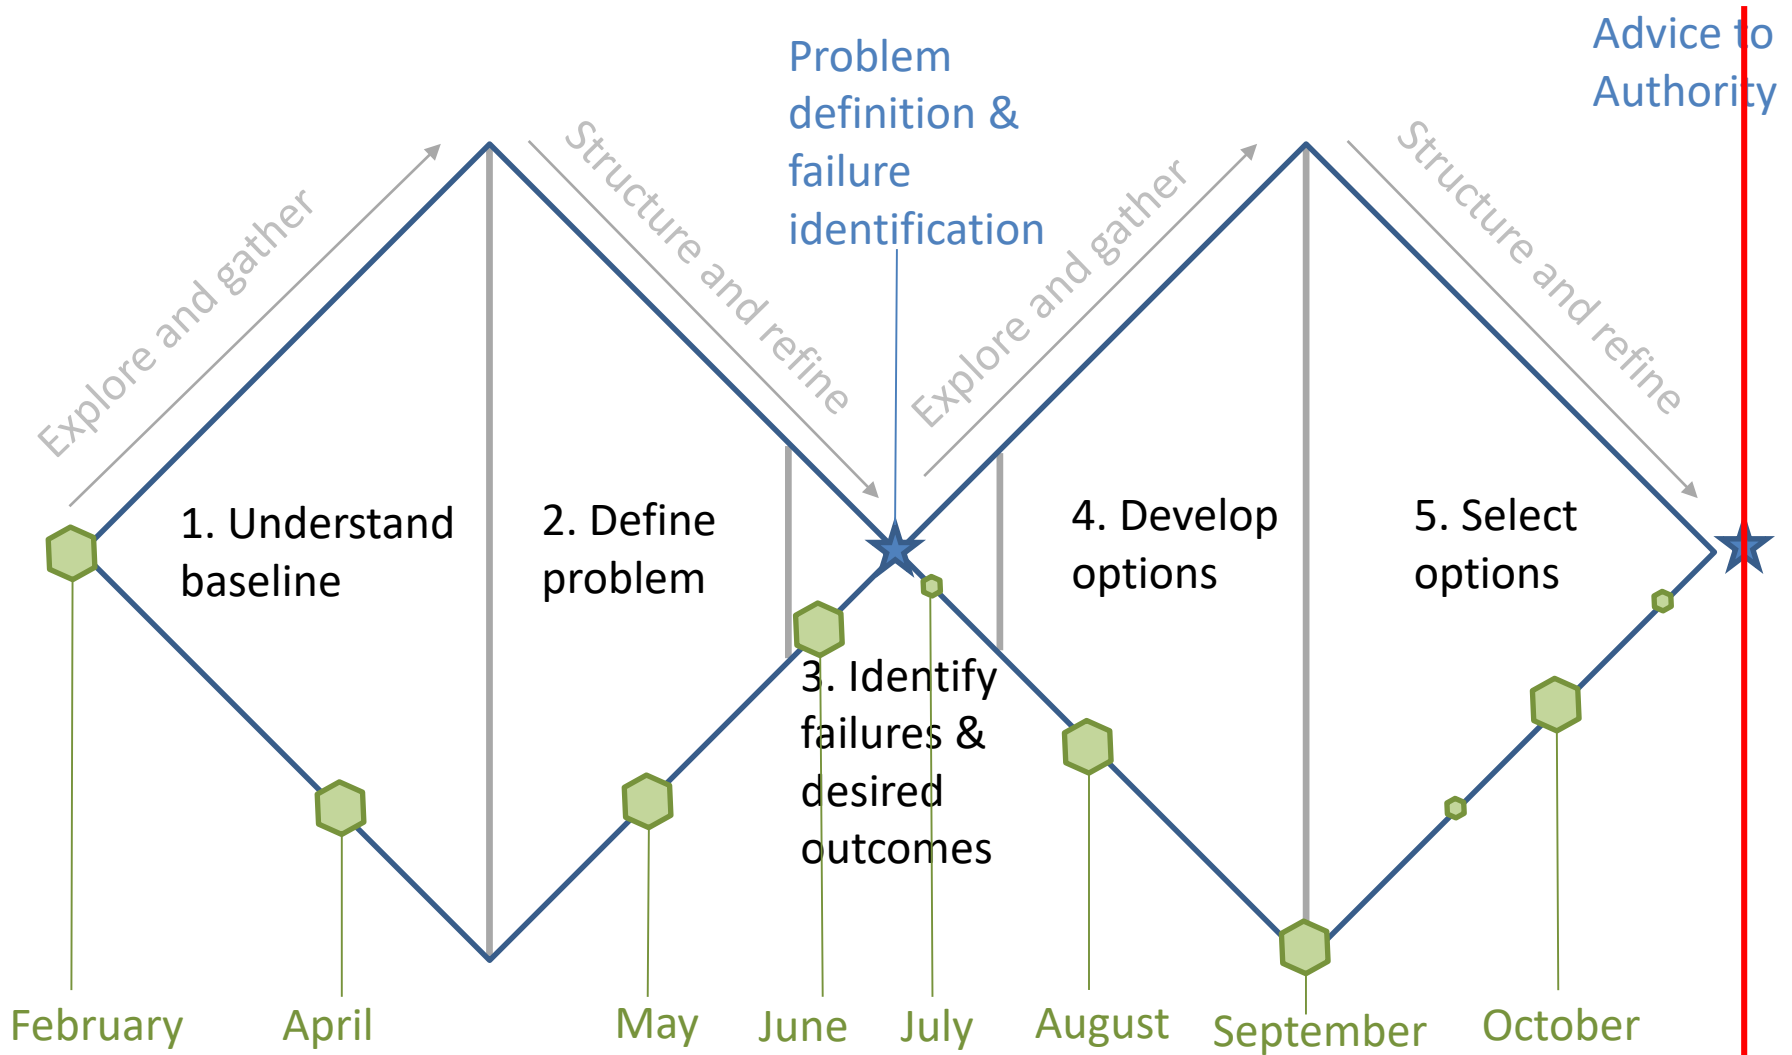 Advice to
Authority
Problem
definition &
failure
identification
Explore and gather
Structure and refine
Explore and gather
Structure and refine
1. Understand
baseline
2. Define
problem
3. Identify
failures &
desired
outcomes
4. Develop
options
5. Select
options
February
April
May
June
July
August
September
October